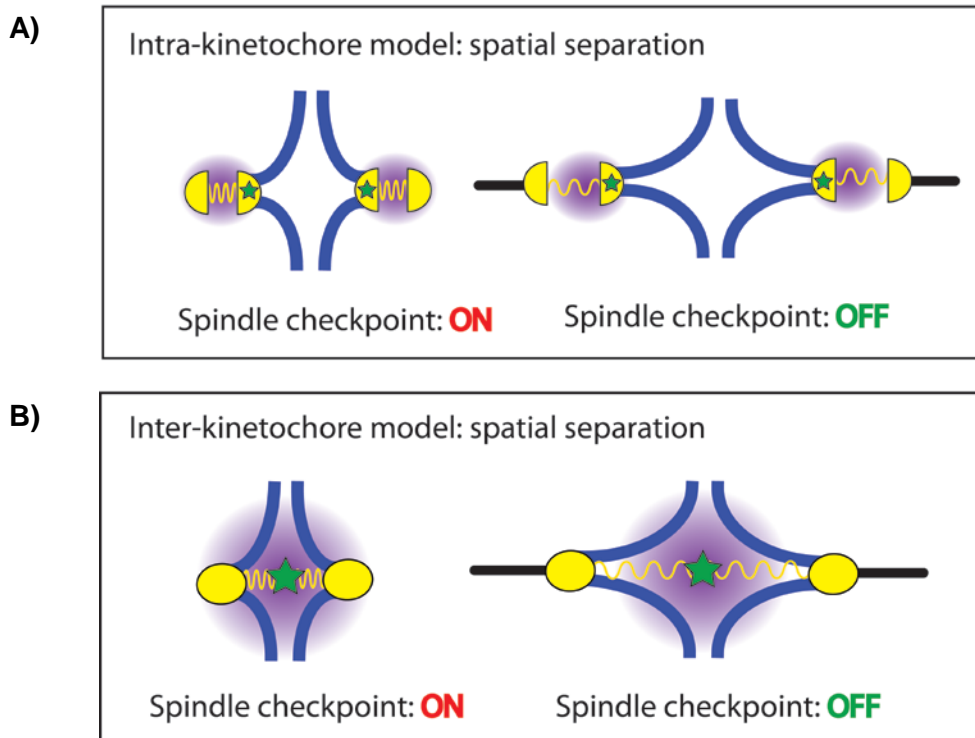 A)
Intra-kinetochore model: spatial separation
Spindle checkpoint: ON
Spindle checkpoint: OFF
B)
Inter-kinetochore model: spatial separation
Spindle checkpoint: ON
Spindle checkpoint: OFF